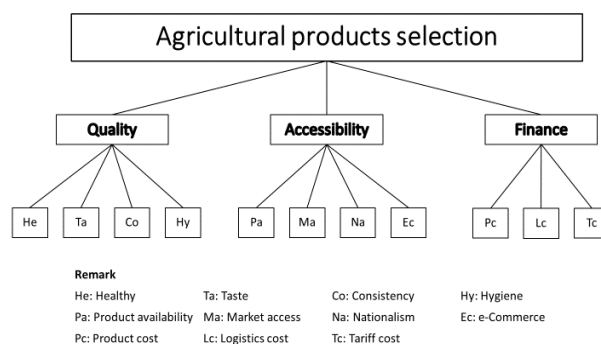 Agricultural products selection
Quality Accessibility Finance
He Ta Co Hy Pa Ma Na Ec Pc Lc Tc
Remark
He: Healthy Ta: Taste Co: Consistency Hy: Hygiene
Pa: Product availability Ma: Market access Na: Nationalism Ec: e-Commerce
Pc: Product cost Lc: Logistics cost Tc: Tariff cost